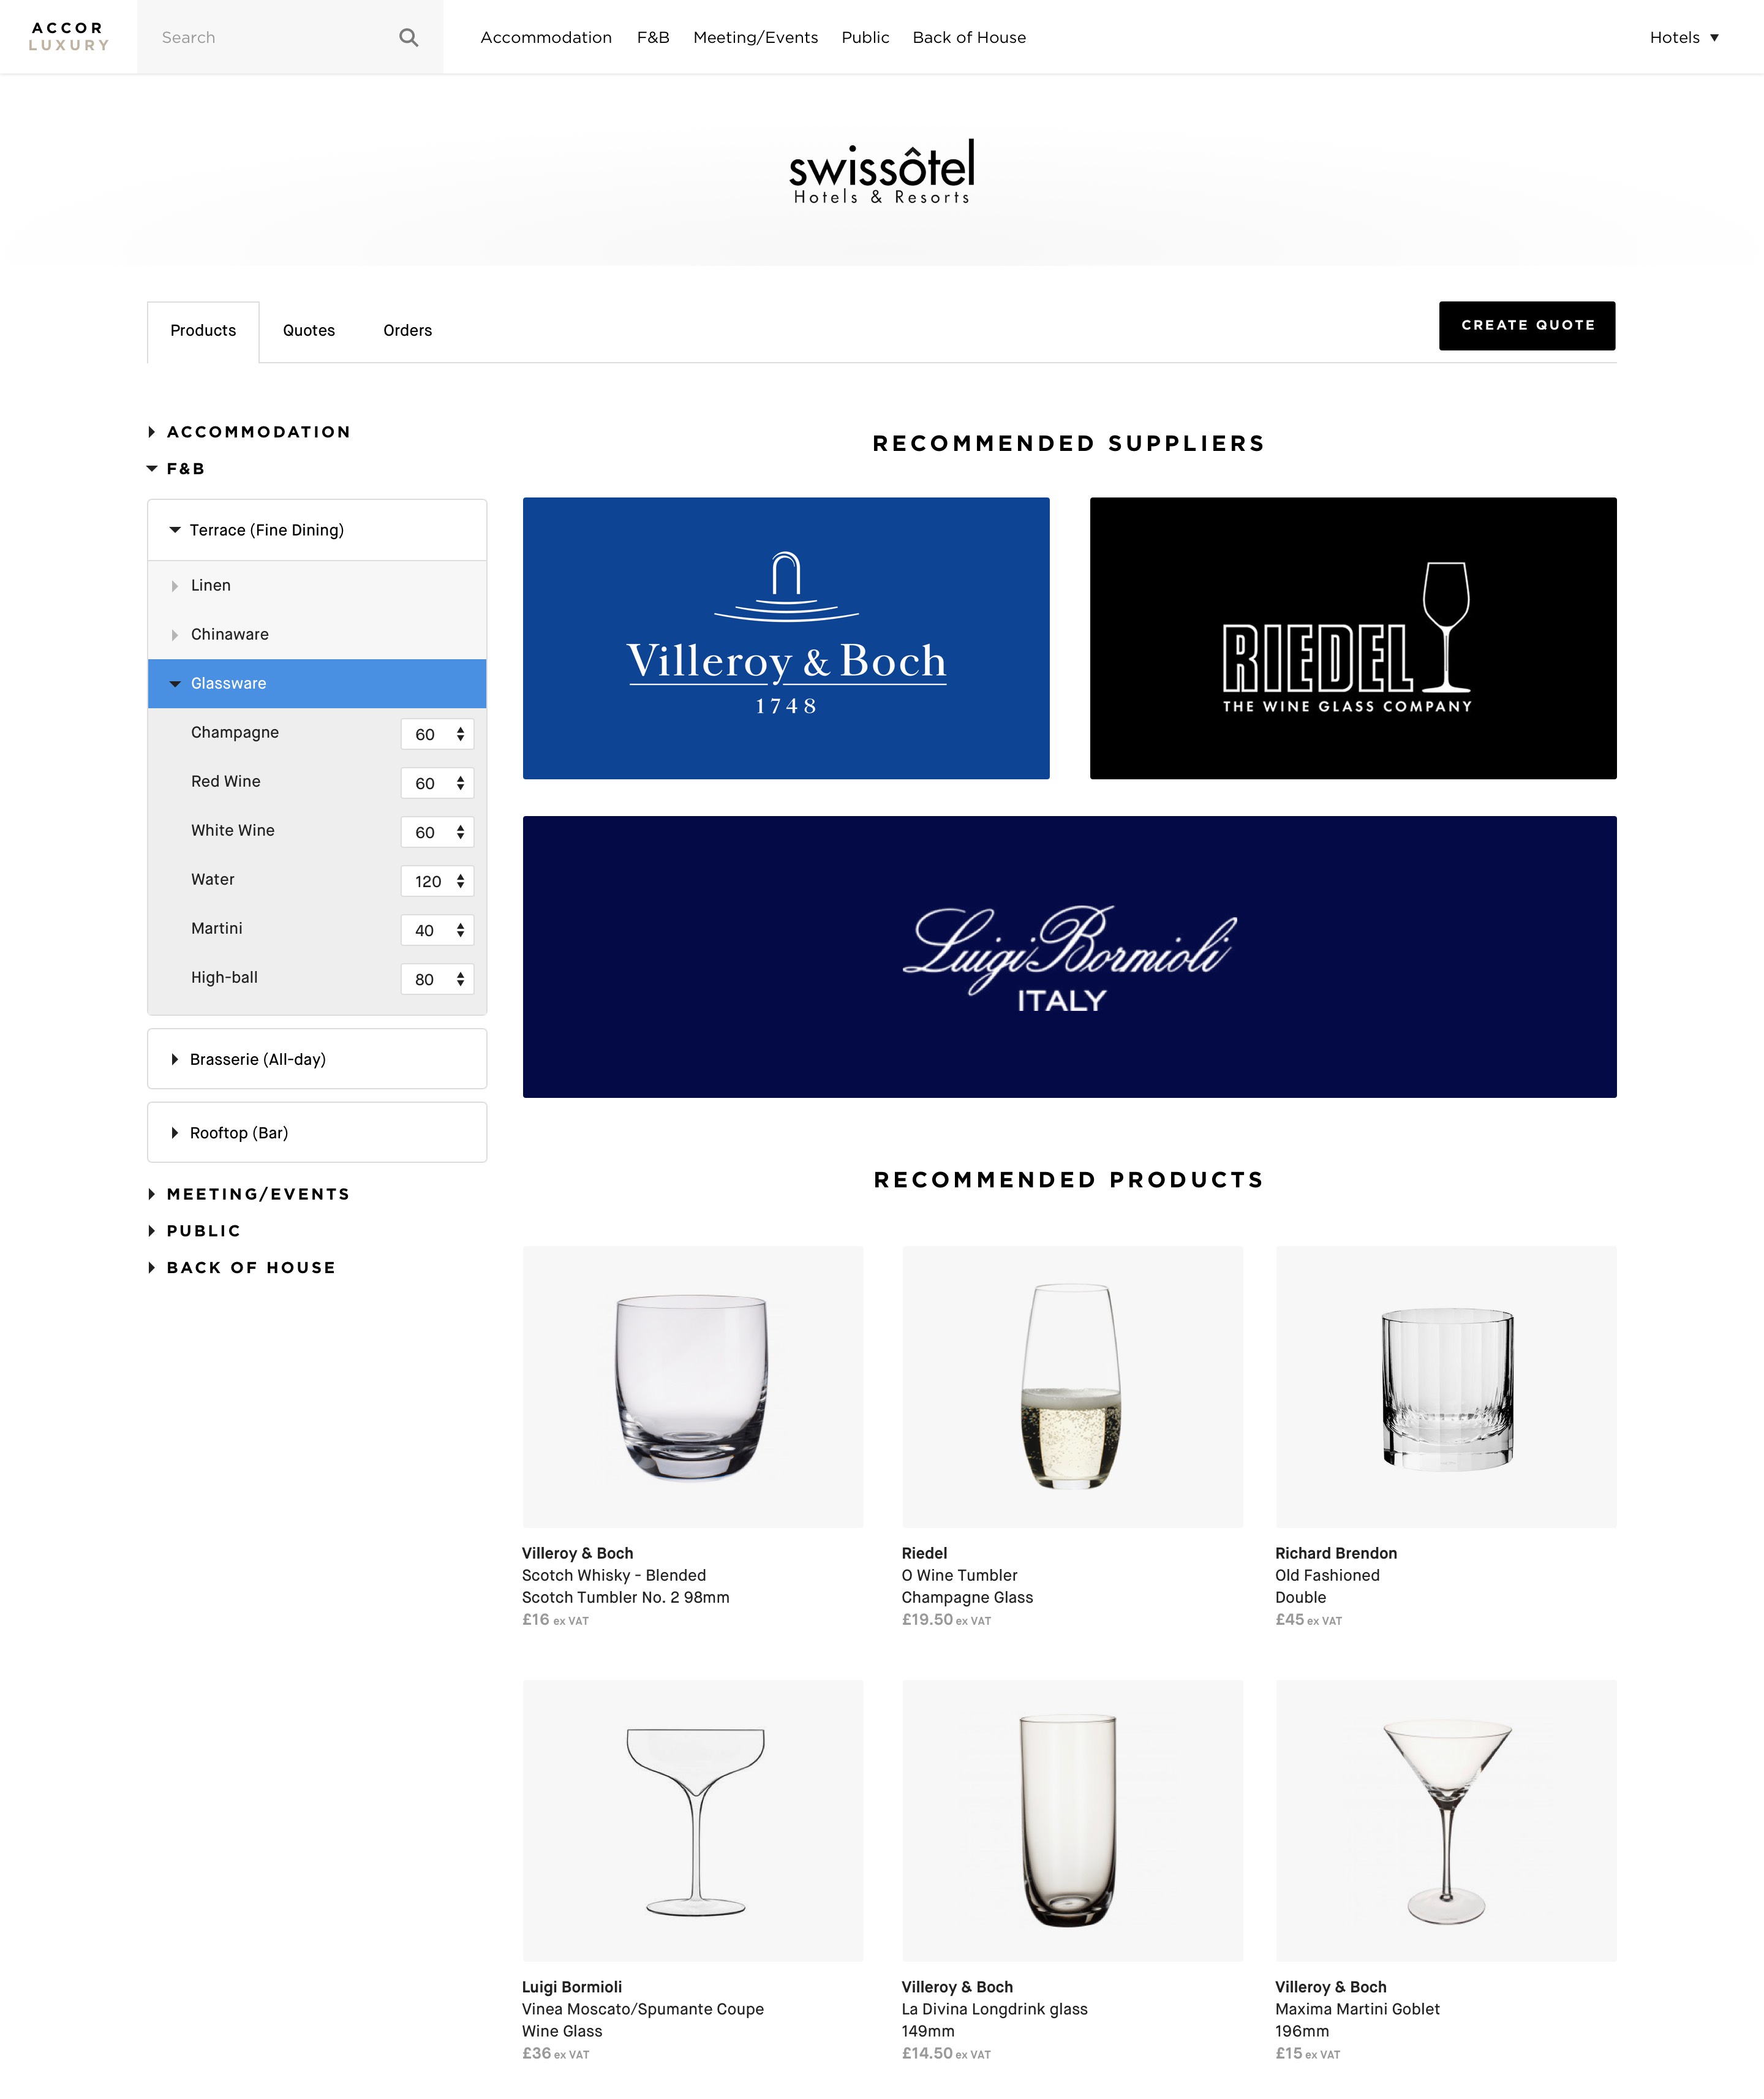 ACCOR
LUXURY
Search
Accommodation
F&B
Meeting/Events
Public
Back of House
Hotels
swissôtel
Hotels & Resorts
Products
Quotes
Orders
CREATE QUOTE
ACCOMMODATION
F&B
Terrace (Fine Dining)
Linen
Chinaware
Glassware
Champagne 60
Red Wine 60
White Wine 60
Water 120
Martini 40
High-ball 80
Brasserie (All-day)
Rooftop (Bar)
MEETING/EVENTS
PUBLIC
BACK OF HOUSE
RECOMMENDED SUPPLIERS
Villeroy & Boch
1748
RIEDEL
THE WINE GLASS COMPANY
Luigi Bormioli
ITALY
RECOMMENDED PRODUCTS
Villeroy & Boch
Scotch Whisky - Blended
Scotch Tumbler No. 2 98mm
£16 ex VAT
Riedel
O Wine Tumbler
Champagne Glass
£19.50 ex VAT
Richard Brendon
Old Fashioned
Double
£45 ex VAT
Luigi Bormioli
Vinea Moscato/Spumante Coupe
Wine Glass
£36 ex VAT
Villeroy & Boch
La Divina Longdrink glass
149mm
£14.50 ex VAT
Villeroy & Boch
Maxima Martini Goblet
196mm
£15 ex VAT